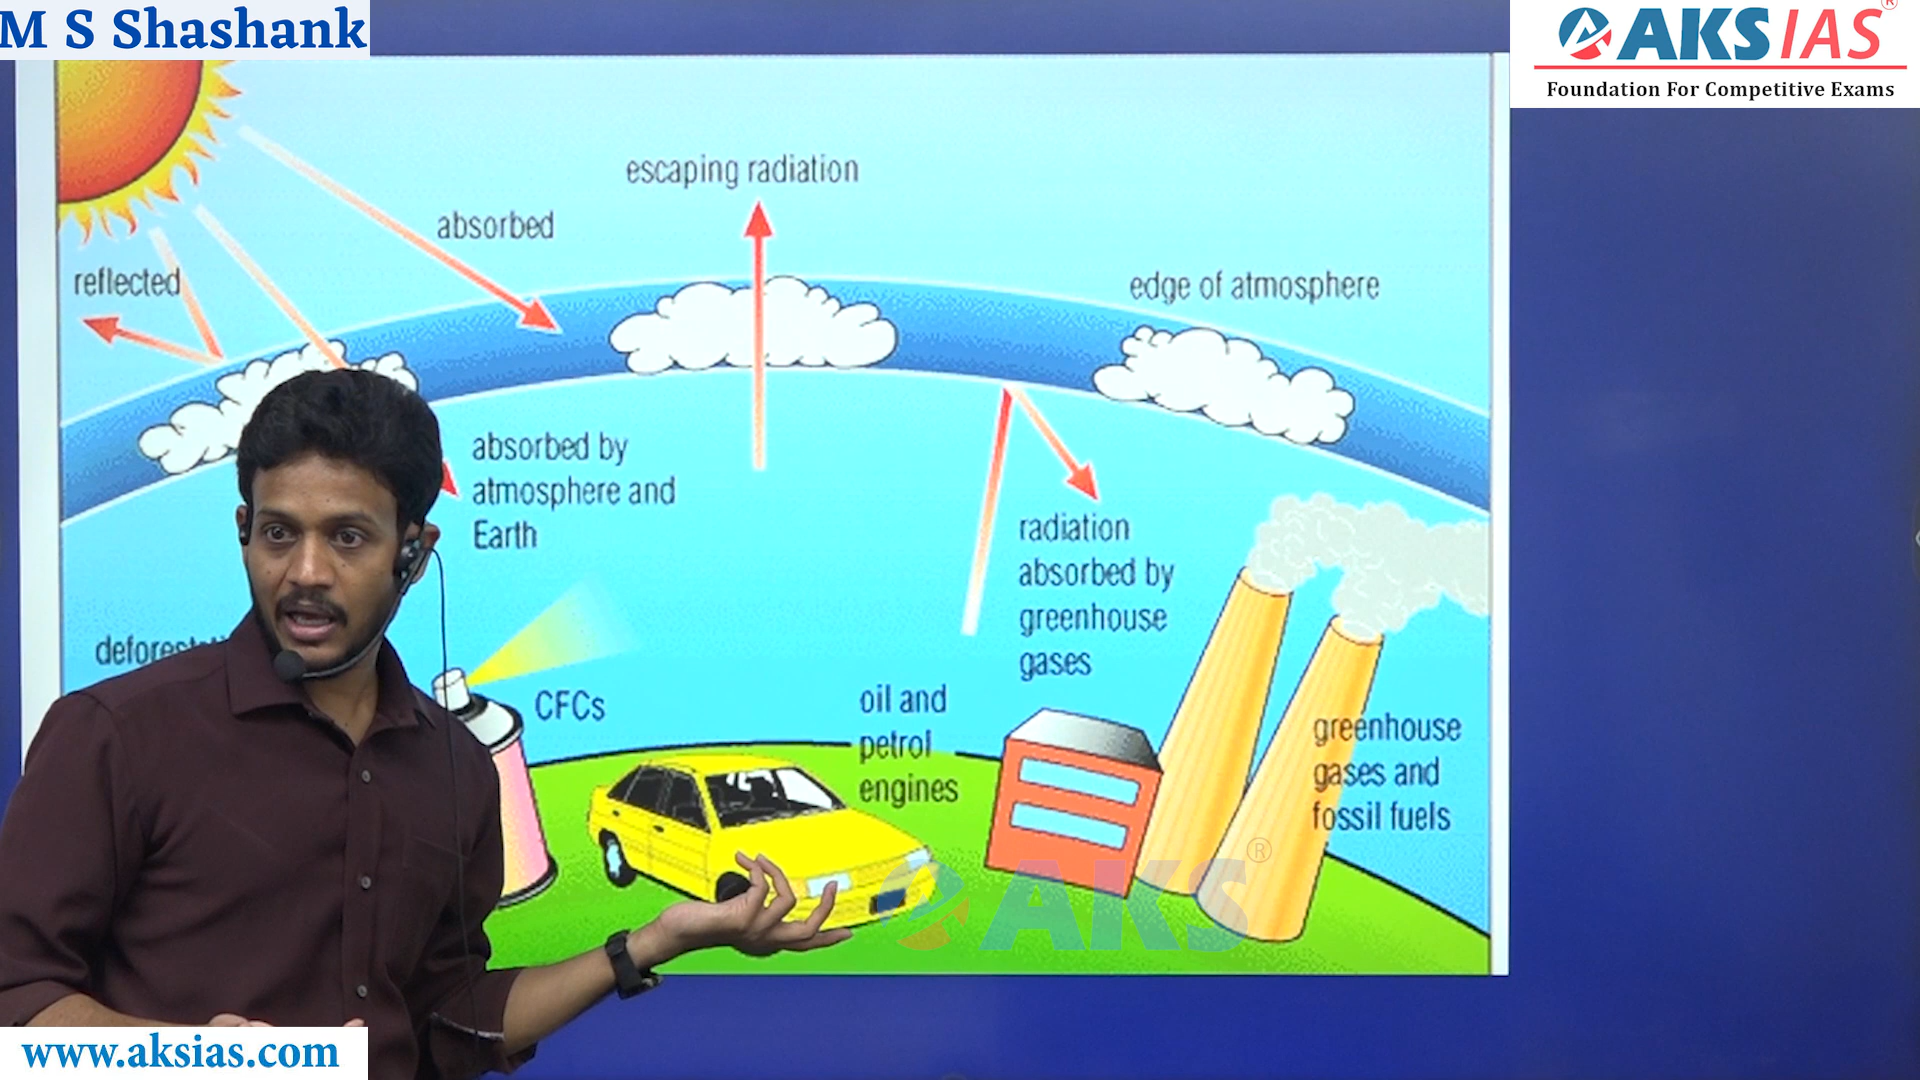 M S Shashank
AKS IAS®
Foundation For Competitive Exams
escaping radiation
absorbed
reflected
edge of atmosphere
absorbed by
atmosphere and
Earth
radiation
absorbed by
greenhouse
gases
CFCs
oil and
petrol
engines
greenhouse
gases and
fossil fuels
AKS®
www.aksias.com